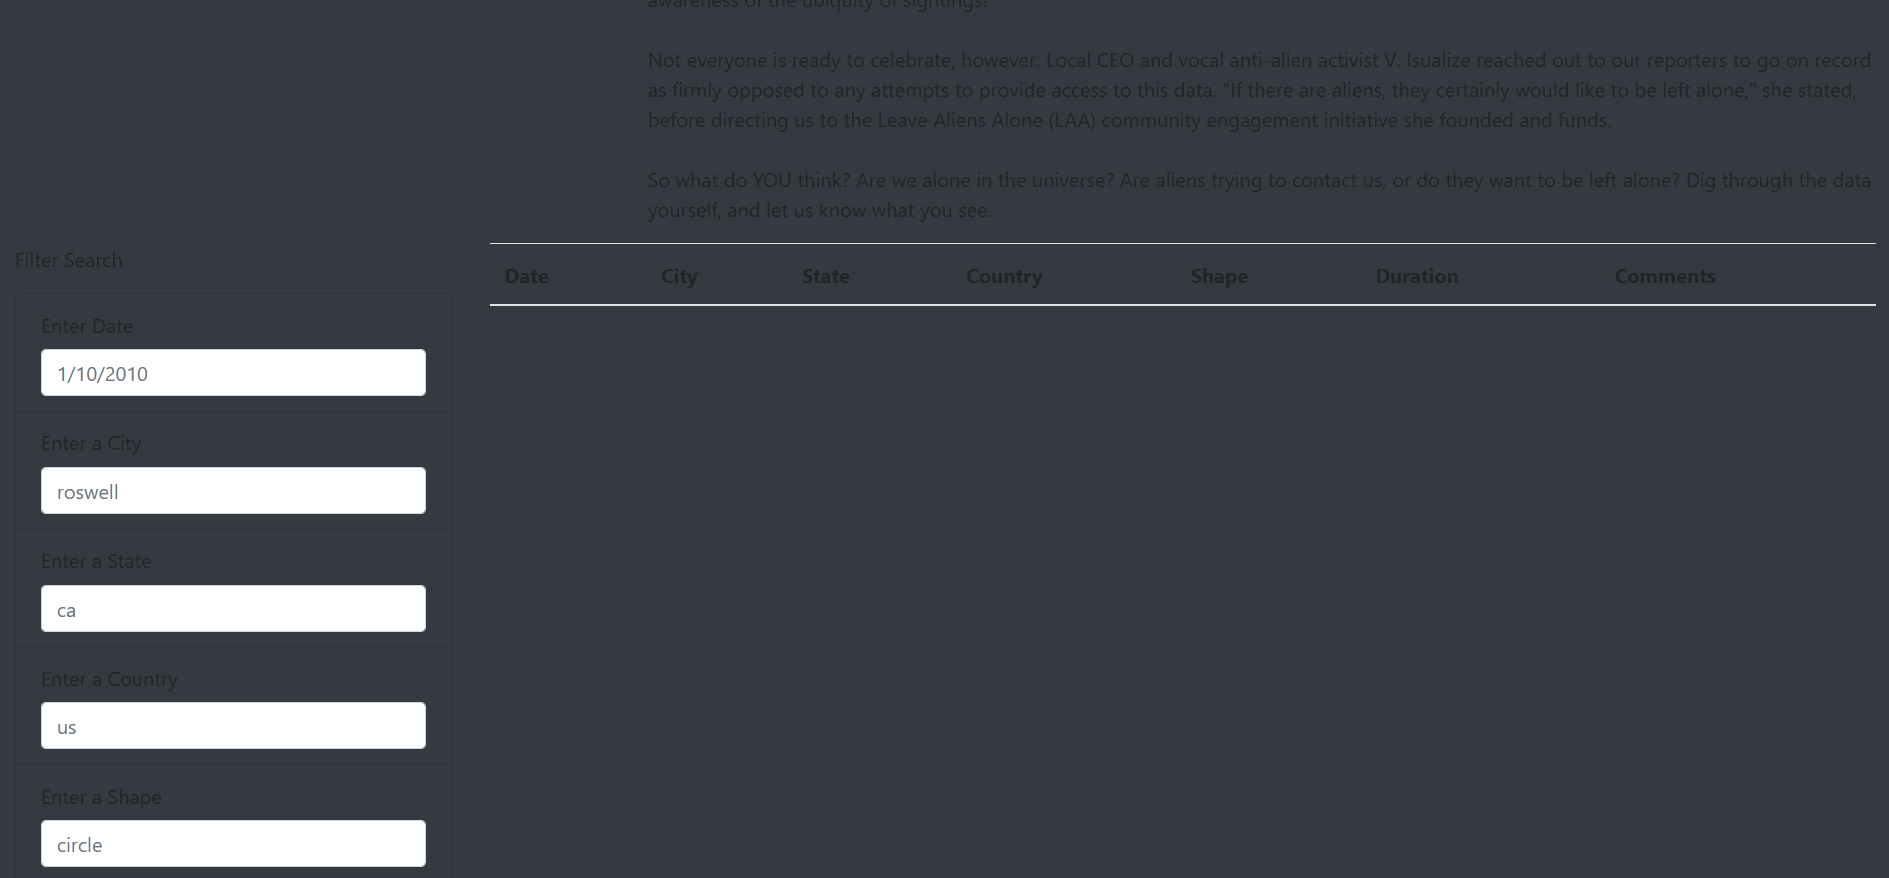 awareness of the ubiquity of sightings!
Not everyone is ready to celebrate, however. Local CEO and vocal anti-alien activist V. Isualize reached out to our reporters to go on record
as firmly opposed to any attempts to provide access to this data. "If there are aliens, they certainly would like to be left alone," she stated,
before directing us to the Leave Aliens Alone (LAA) community engagement initiative she founded and funds.
So what do YOU think? Are we alone in the universe? Are aliens trying to contact us, or do they want to be left alone? Dig through the data
yourself, and let us know what you see.
Filter Search
Date City State Country Shape Duration Comments
Enter Date
1/10/2010
Enter a City
roswell
Enter a State
ca
Enter a Country
us
Enter a Shape
circle